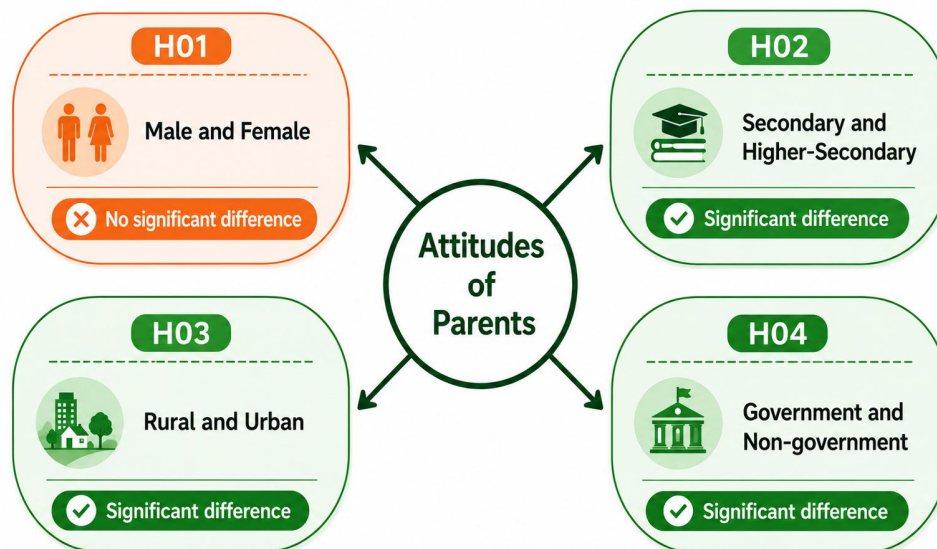 H01
Male and Female
No significant difference
H02
Secondary and
Higher-Secondary
Significant difference
Attitudes
of
Parents
H03
Rural and Urban
Significant difference
H04
Government and
Non-government
Significant difference